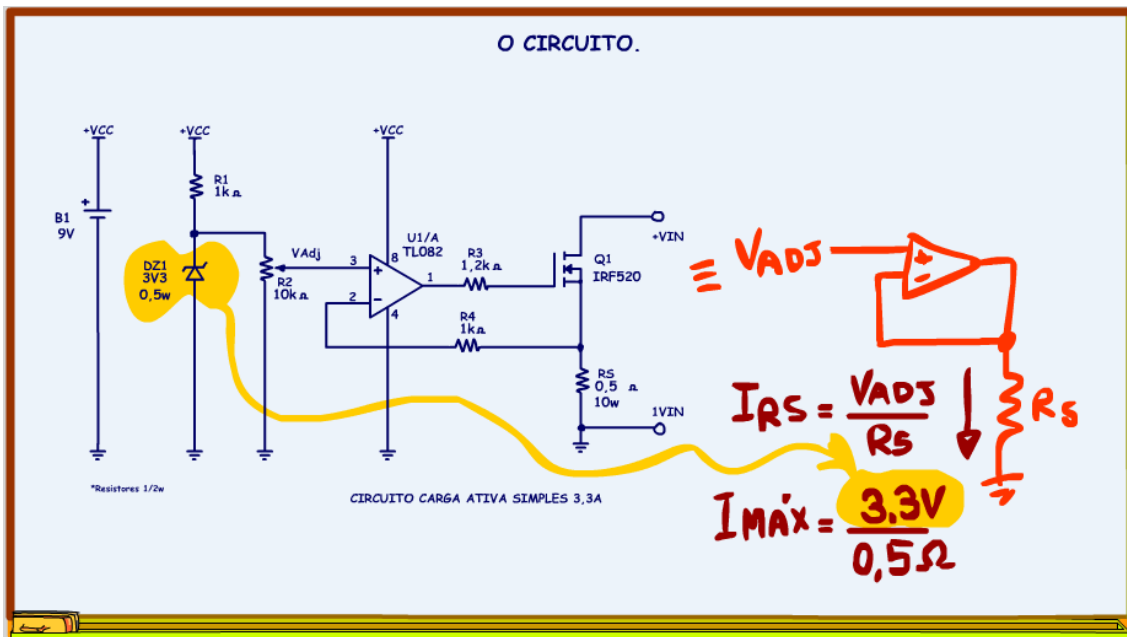 O CIRCUITO.
+VCC
+VCC
+VCC
R1
1kΩ
+
B1
9V
DZ1
3V3
0,5w
VAdj
R2
10kΩ
U1/A
TL082
3
+
8
2
-
4
1
R3
1,2kΩ
R4
1kΩ
Q1
IRF520
+VIN
RS
0,5 Ω
10w
1VIN
*Resistores 1/2w
CIRCUITO CARGA ATIVA SIMPLES 3,3A
≡ VADJ
+
-
RS
IRS = VADJ
RS
IMÁX = 3.3V
0,5Ω